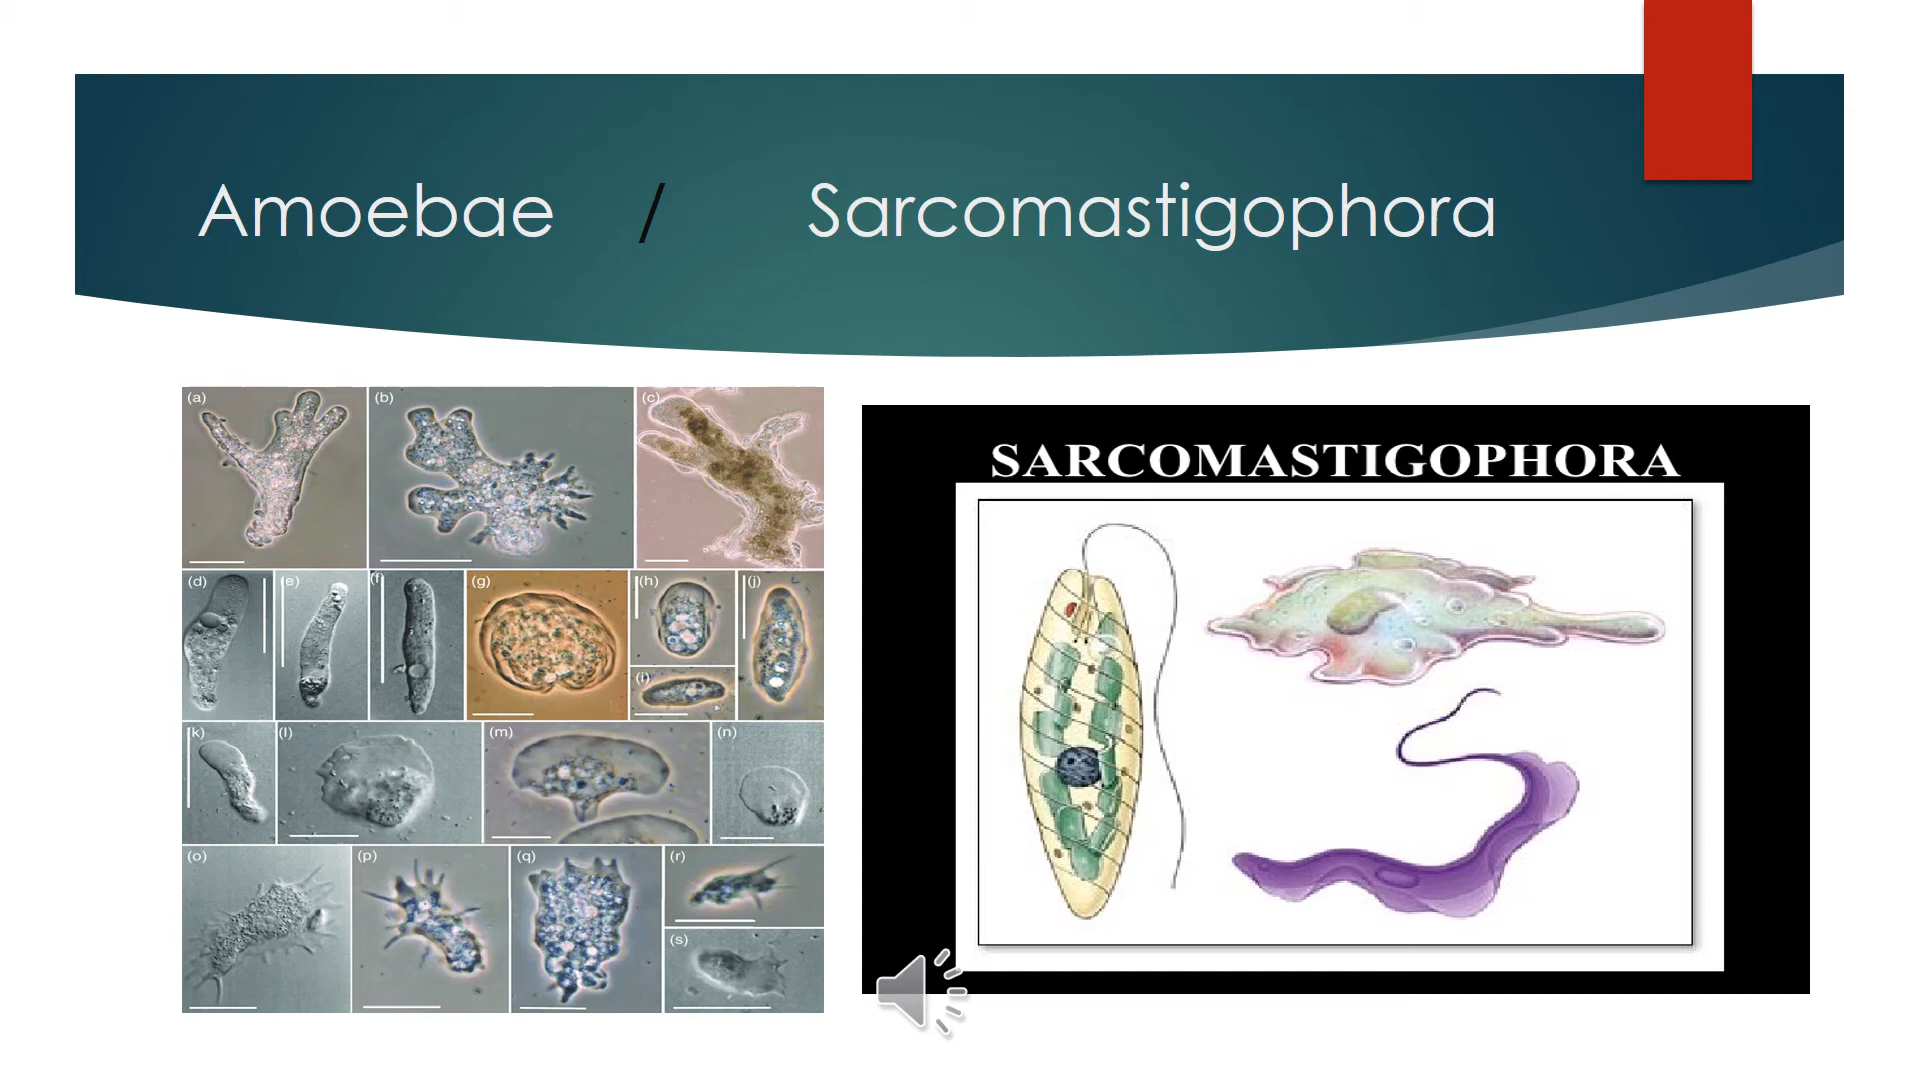 Amoebae / Sarcomastigophora
(a) (b) (c)
(d) (e) (f) (g) (h) (j)
(i)
(k) (l) (m) (n)
(o) (p) (q) (r)
(s)
SARCOMASTIGOPHORA